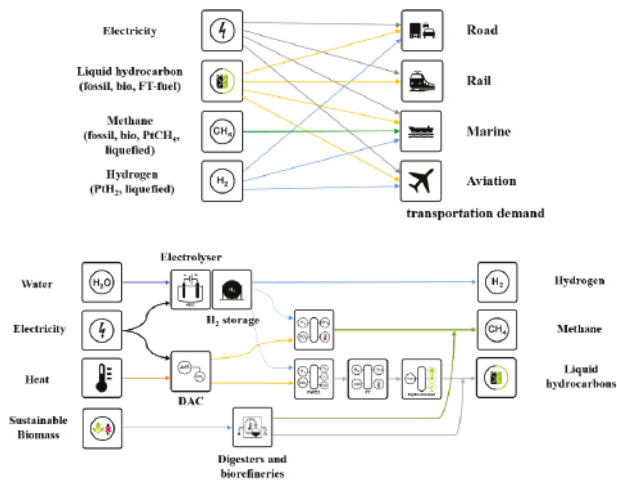 Electricity
Road
Liquid hydrocarbon
(fossil, bio, FT-fuel)
Rail
Methane
(fossil, bio, PtCH₄,
liquefied)
CH₄
Marine
Hydrogen
(PtH₂, liquefied)
H₂
Aviation
transportation demand
Electrolyser
Water
H₂O
H₂
Hydrogen
H₂ storage
Electricity
CH₄
Methane
Heat
DAC
FT
Liquid
hydrocarbons
Sustainable
Biomass
Digesters and
biorefineries